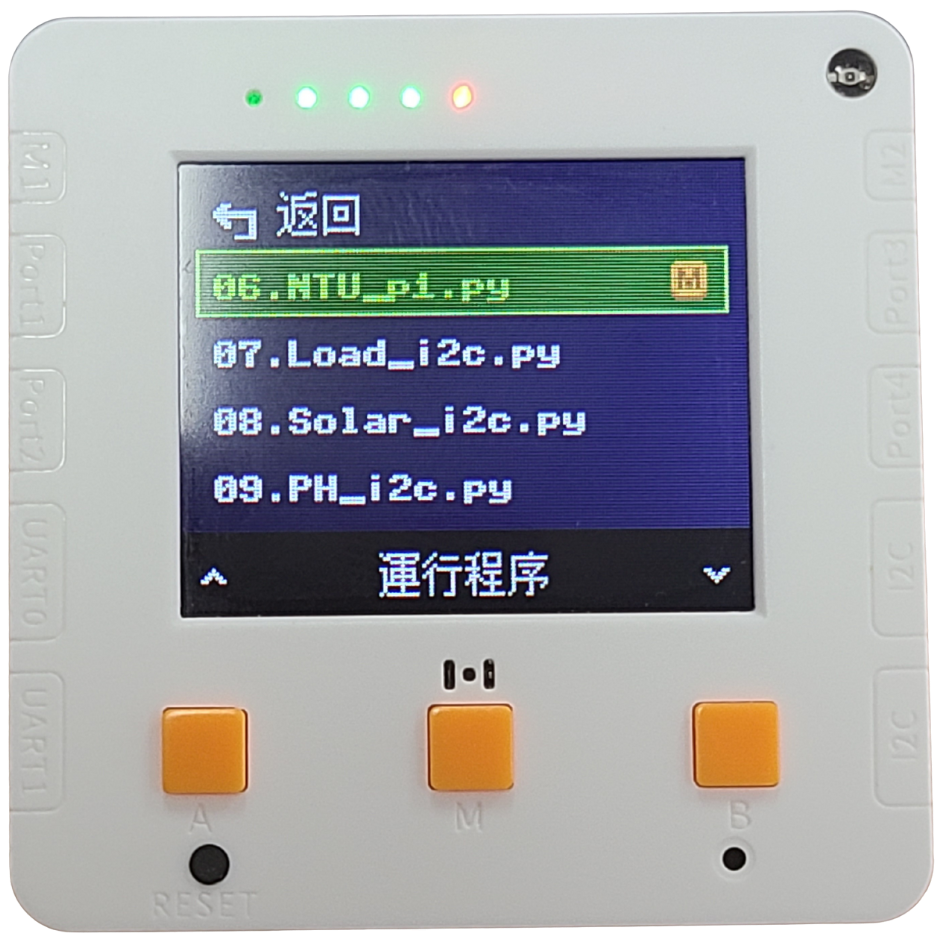 返回
06.NTU_p1.py M
07.Load_i2c.py
08.Solar_i2c.py
09.PH_i2c.py
運行程序
M1
Port1
Port2
UART0
UART1
M2
Port3
Port4
I2C
I2C
A
M
B
RESET